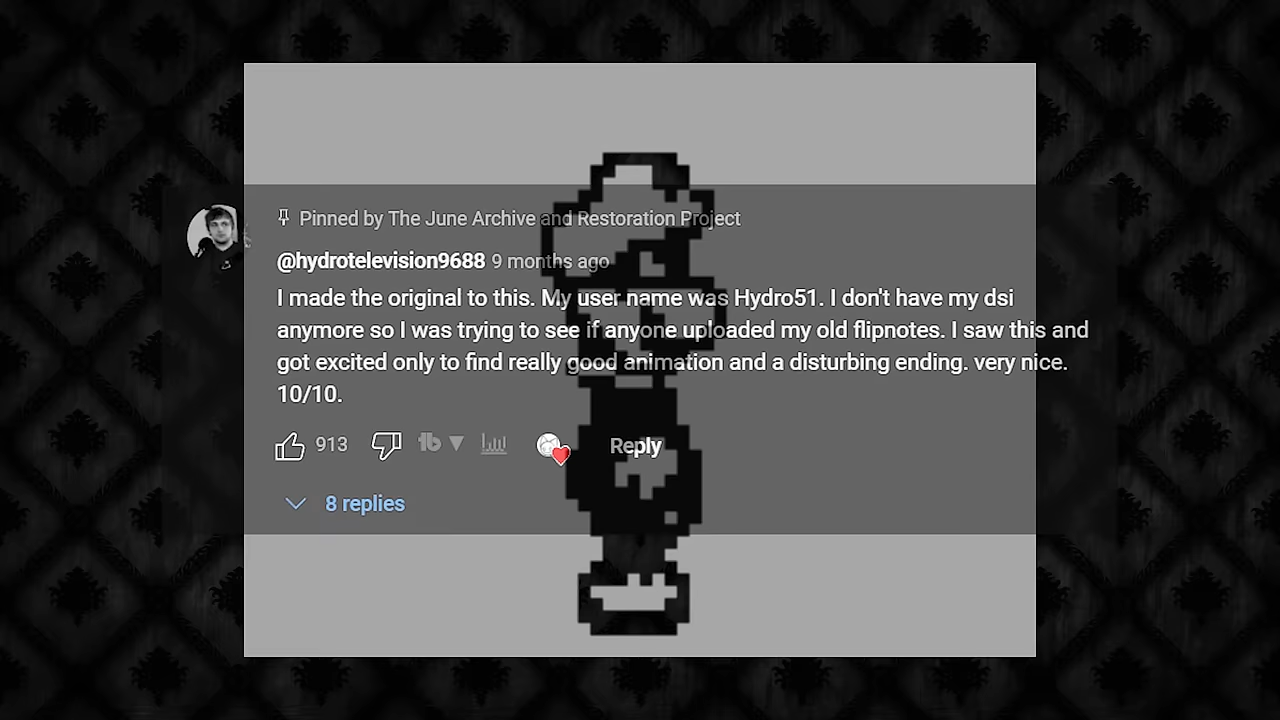 Pinned by The June Archive and Restoration Project
@hydrotelevision9688 9 months ago
I made the original to this. My user name was Hydro51. I don't have my dsi
anymore so I was trying to see if anyone uploaded my old flipnotes. I saw this and
got excited only to find really good animation and a disturbing ending. very nice.
10/10.
913 Reply
8 replies